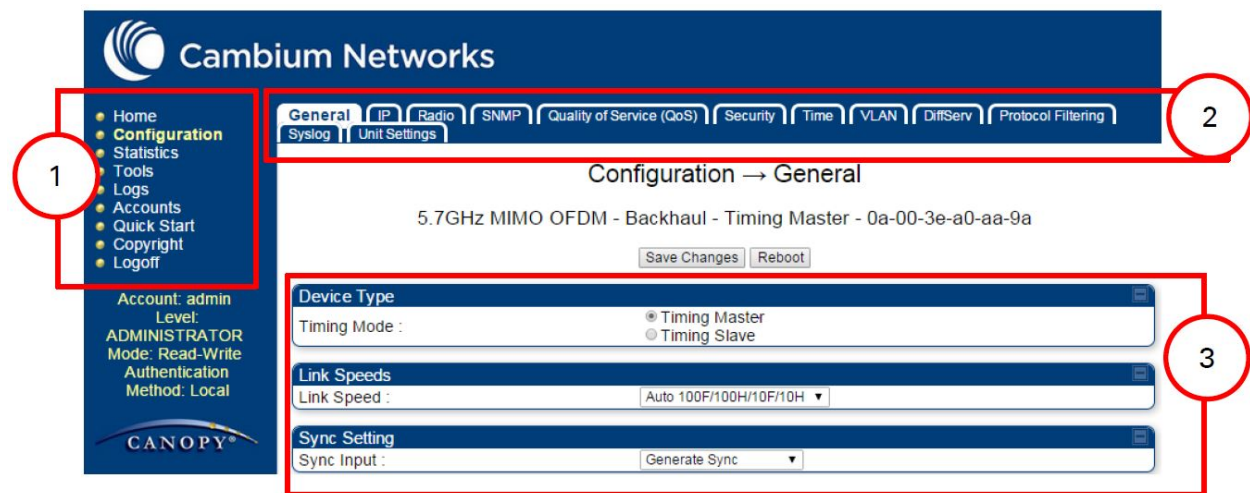 Cambium Networks
1
Home
Configuration
Statistics
Tools
Logs
Accounts
Quick Start
Copyright
Logoff
Account: admin
Level:
ADMINISTRATOR
Mode: Read-Write
Authentication
Method: Local
CANOPY®
2
General IP Radio SNMP Quality of Service (QoS) Security Time VLAN DiffServ Protocol Filtering
Syslog Unit Settings
Configuration → General
5.7GHz MIMO OFDM - Backhaul - Timing Master - 0a-00-3e-a0-aa-9a
Save Changes Reboot
3
Device Type
Timing Mode : Timing Master
Timing Slave
Link Speeds
Link Speed : Auto 100F/100H/10F/10H
Sync Setting
Sync Input : Generate Sync